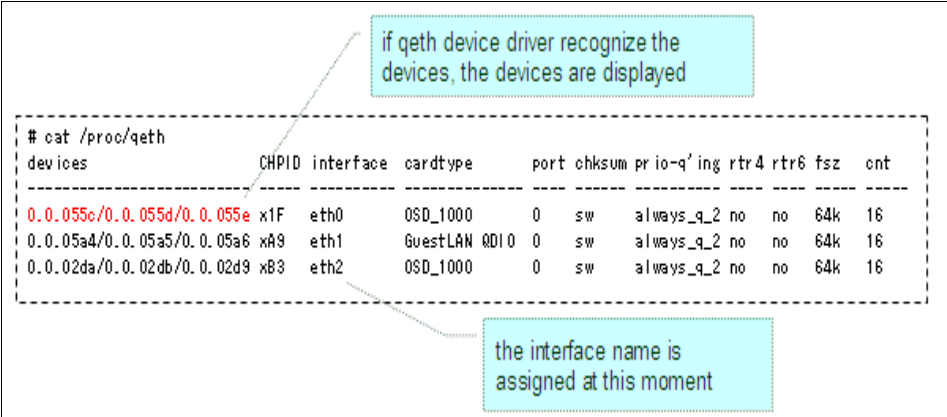 if qeth device driver recognize the
devices, the devices are displayed
# cat /proc/qeth
devices CHPID interface cardtype port chksum prio-q'ing rtr4 rtr6 fsz cnt
-------------------------- ----- ---------- -------------- ---- ------ ---------- ---- ---- ----- -----
0.0.055c/0.0.055d/0.0.055e x1F eth0 OSD_1000 0 sw always_q_2 no no 64k 16
0.0.05a4/0.0.05a5/0.0.05a6 xA9 eth1 GuestLAN QDIO 0 sw always_q_2 no no 64k 16
0.0.02da/0.0.02db/0.0.02d9 xB3 eth2 OSD_1000 0 sw always_q_2 no no 64k 16
the interface name is
assigned at this moment